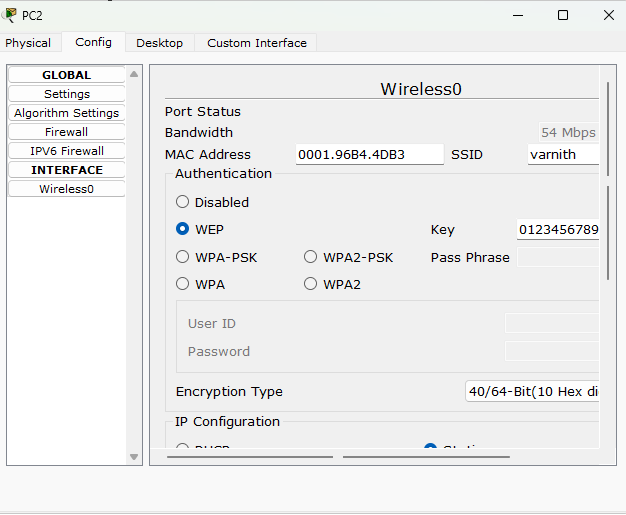 PC2
Physical Config Desktop Custom Interface
GLOBAL
Settings
Algorithm Settings
Firewall
IPV6 Firewall
INTERFACE
Wireless0
Wireless0
Port Status
Bandwidth 54 Mbps
MAC Address 0001.96B4.4DB3 SSID varnith
Authentication
Disabled
WEP Key 0123456789
WPA-PSK WPA2-PSK Pass Phrase
WPA WPA2
User ID
Password
Encryption Type 40/64-Bit(10 Hex di
IP Configuration